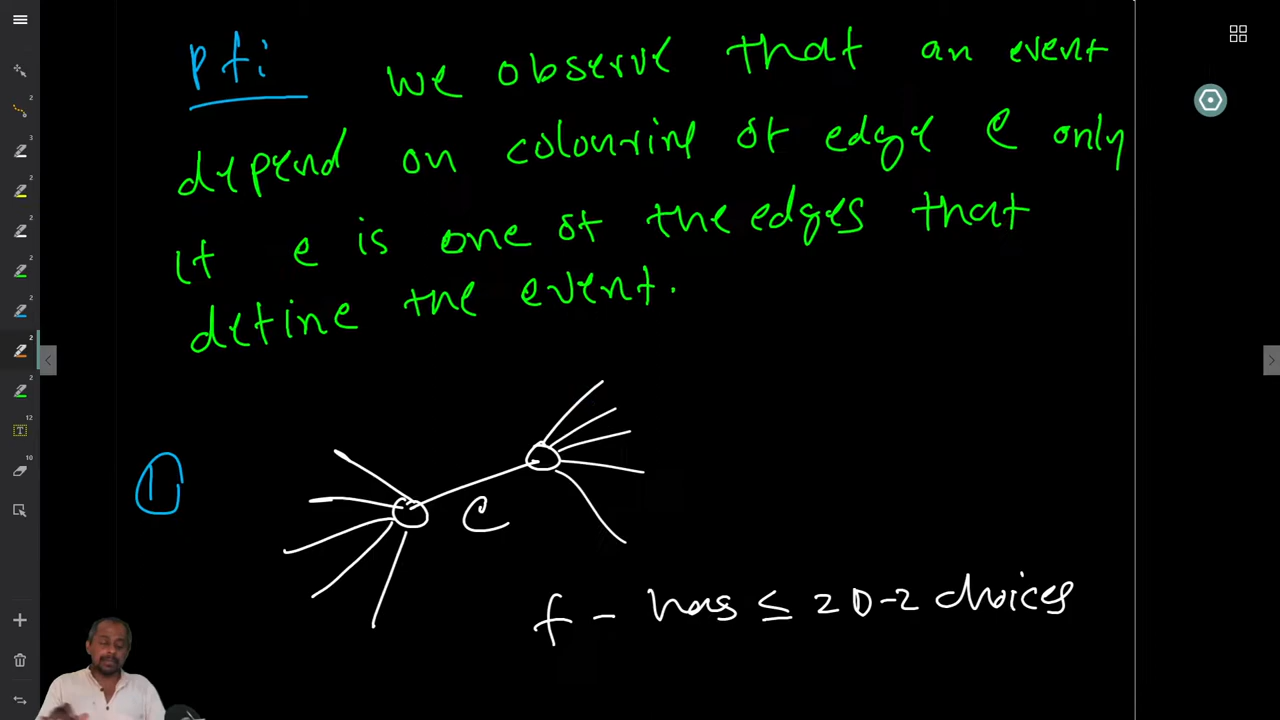 Pf:
We observe that an event
depend on colouring of edge e only
if e is one of the edges that
define the event.
1
e
f - has ≤ 2D-2 choices